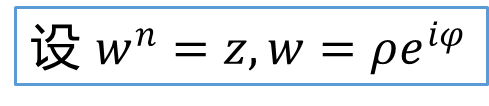 设 wⁿ = z, w = ρe^{iφ}